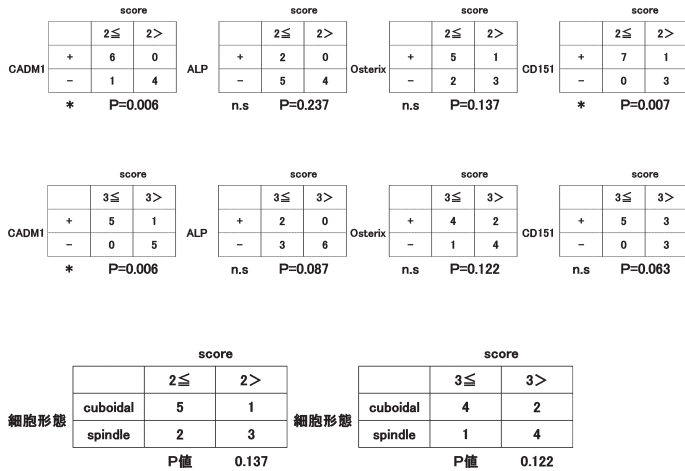 score score score score
2≦ 2> 2≦ 2> 2≦ 2> 2≦ 2>
CADM1 + 6 0 ALP + 2 0 Osterix + 5 1 CD151 + 7 1
− 1 4 − 5 4 − 2 3 − 0 3
* P=0.006 n.s P=0.237 n.s P=0.137 * P=0.007
score score score score
3≦ 3> 3≦ 3> 3≦ 3> 3≦ 3>
CADM1 + 5 1 ALP + 2 0 Osterix + 4 2 CD151 + 5 3
− 0 5 − 3 6 − 1 4 − 0 3
* P=0.006 n.s P=0.087 n.s P=0.122 n.s P=0.063
score score
2≦ 2> 3≦ 3>
細胞形態 cuboidal 5 1 細胞形態 cuboidal 4 2
spindle 2 3 spindle 1 4
P値 0.137 P値 0.122